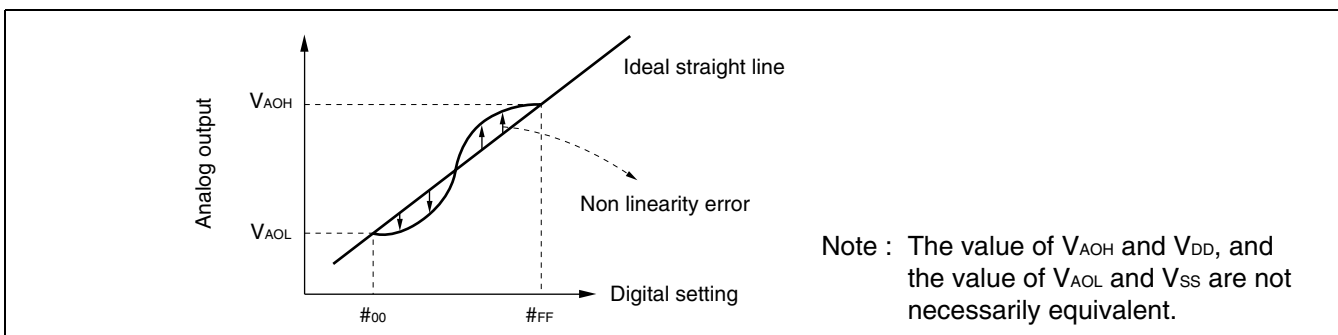 Ideal straight line
VAOH
Analog output
Non linearity error
VAOL
Note : The value of VAOH and VDD, and
the value of VAOL and VSS are not
necessarily equivalent.
Digital setting
#00
#FF